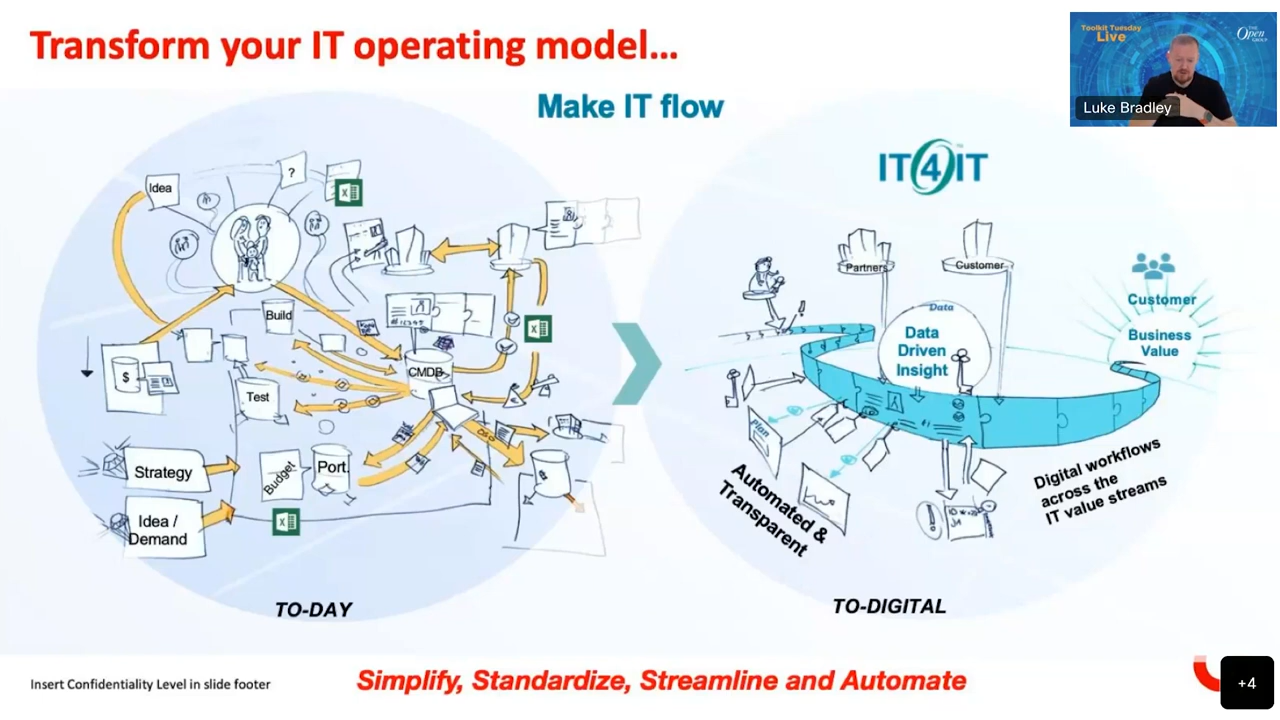 Transform your IT operating model...
Toolkit Tuesday
Live
THE
Open
GROUP
Luke Bradley
Make IT flow
IT4IT
Idea
?
X
Partners
Customer
Build
Data
Data
Driven
Insight
Customer
Business
Value
X
$
CMDB
Test
Plan
Strategy
Budget
Port.
Idea /
Demand
X
Automated &
Transparent
Digital workflows
across the
IT value streams
TO-DAY
TO-DIGITAL
Insert Confidentiality Level in slide footer
Simplify, Standardize, Streamline and Automate
+4